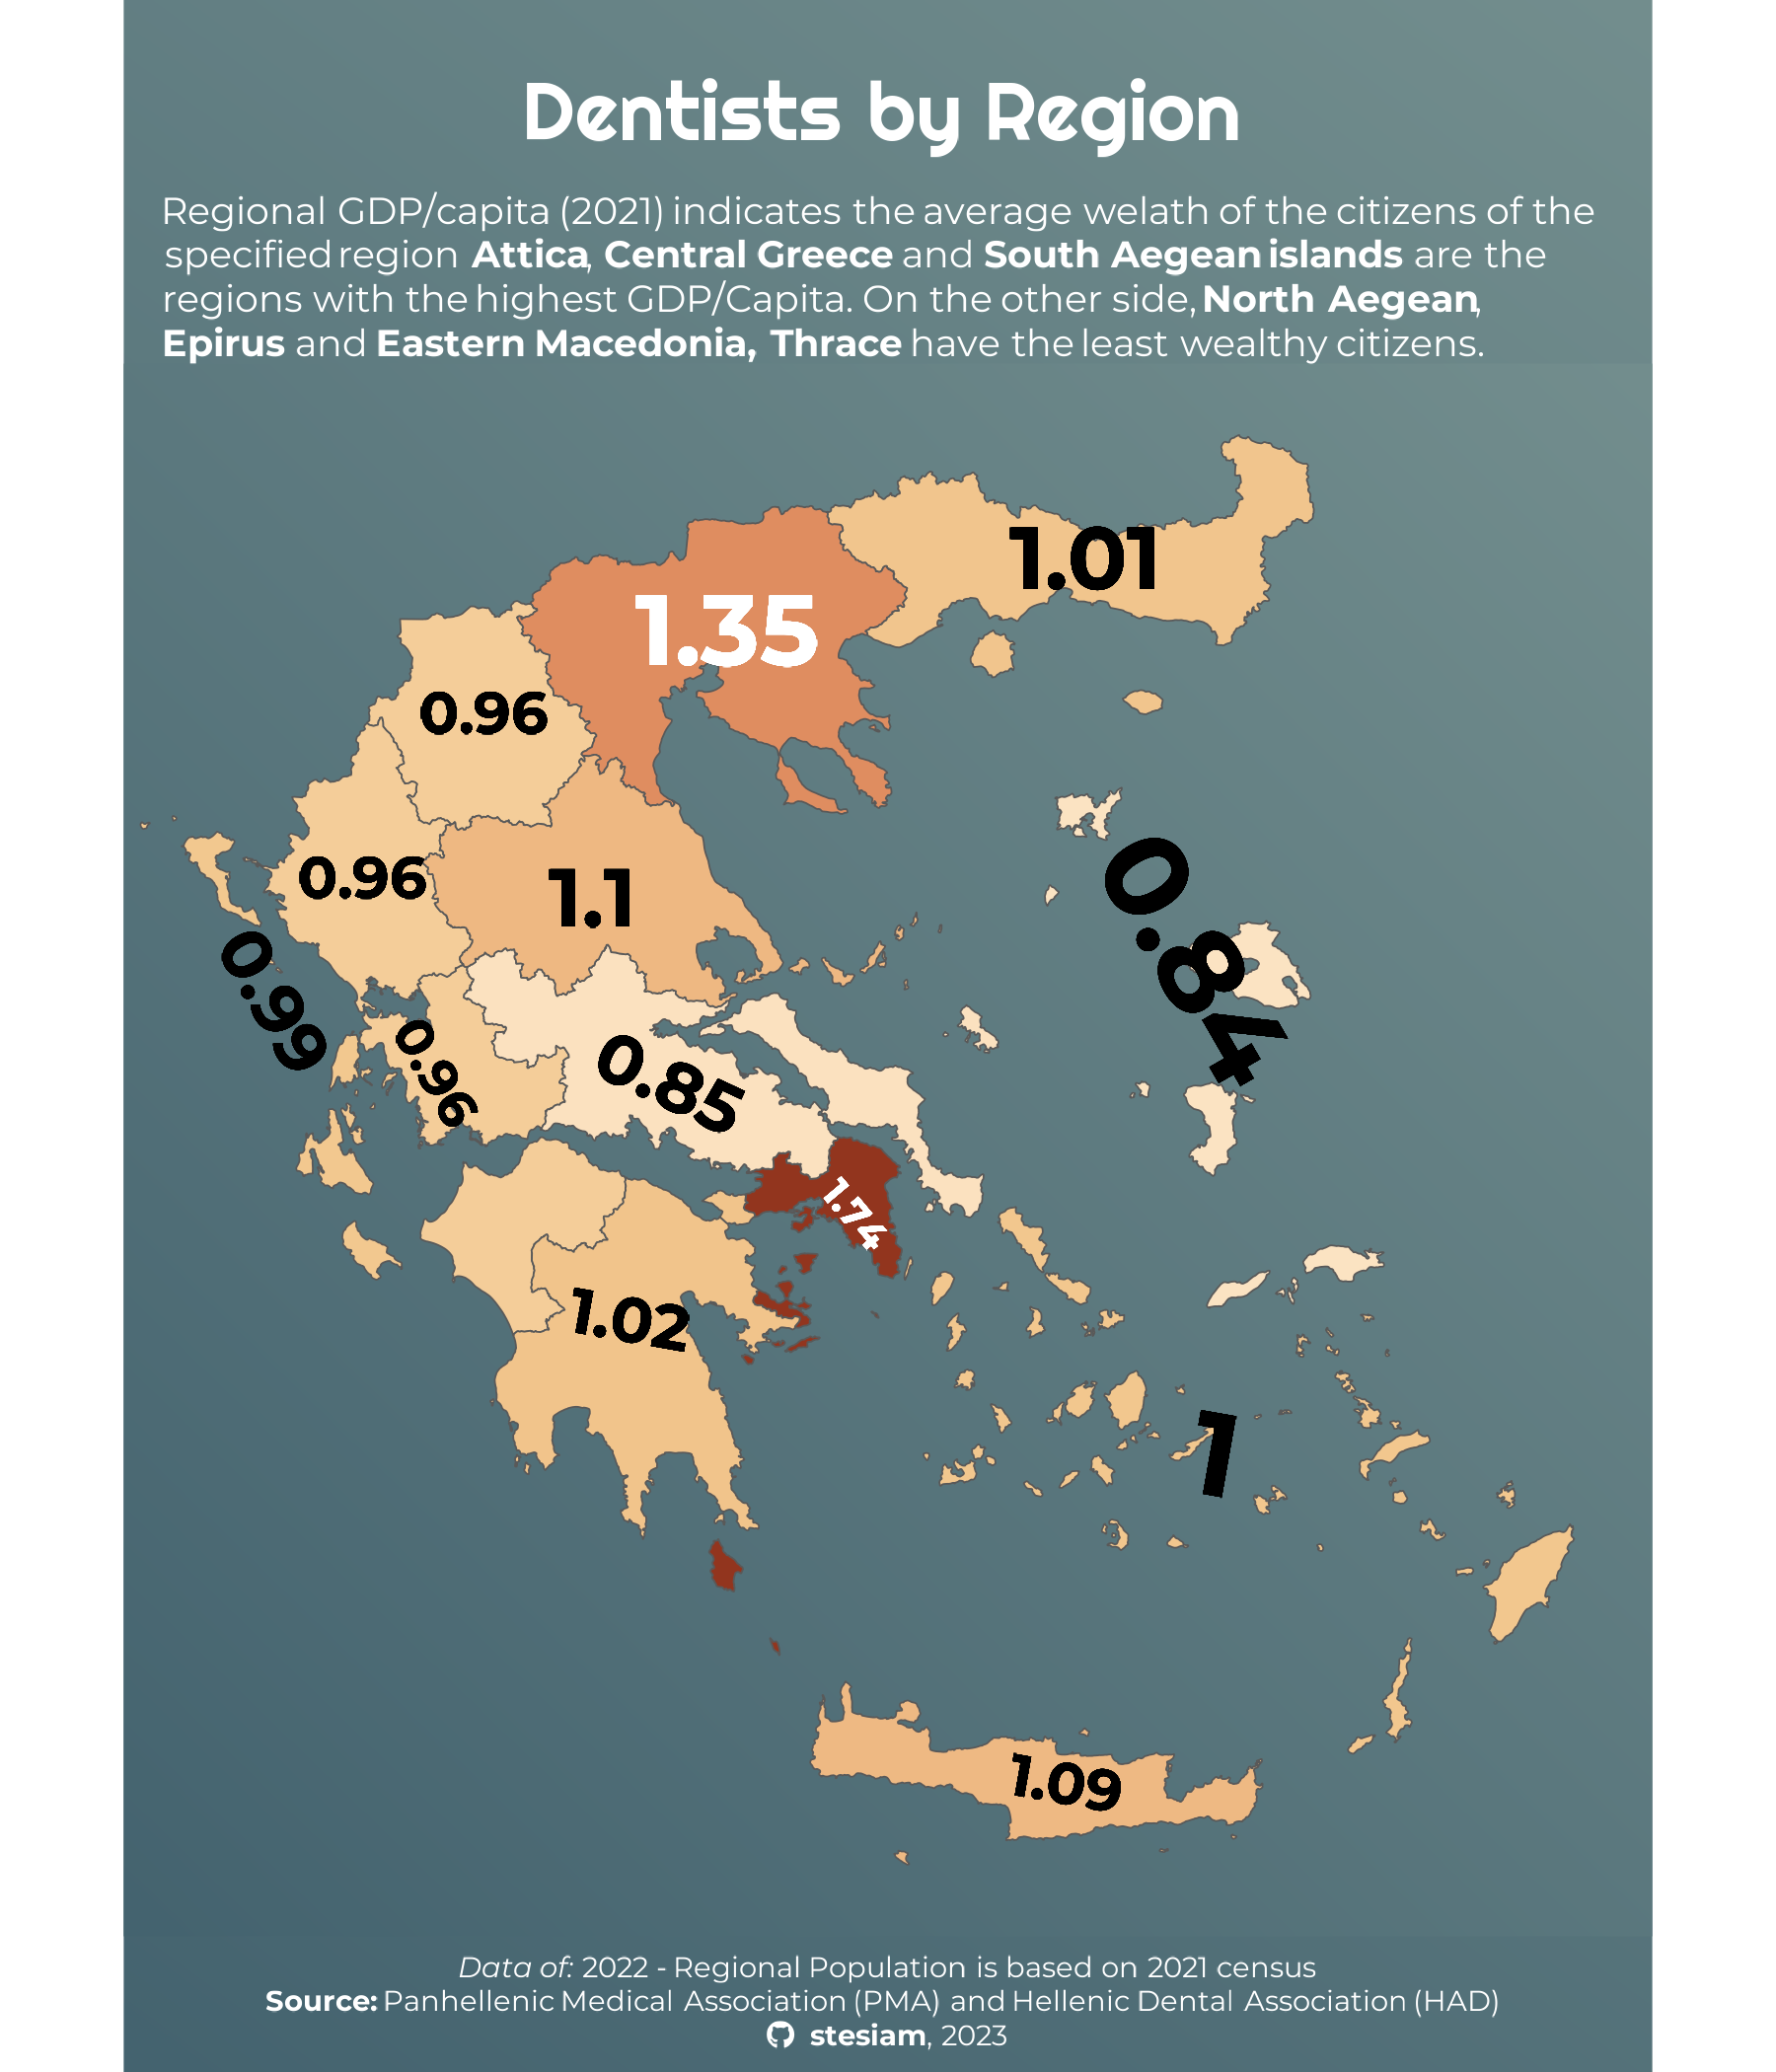 Dentists by Region
Regional GDP/capita (2021) indicates the average welath of the citizens of the
specified region Attica, Central Greece and South Aegean islands are the
regions with the highest GDP/Capita. On the other side, North Aegean,
Epirus and Eastern Macedonia, Thrace have the least wealthy citizens.
1.01
1.35
0.96
0.96
1.1
0.84
0.99
0.96
0.85
1.74
1.02
1
1.09
Data of: 2022 - Regional Population is based on 2021 census
Source: Panhellenic Medical Association (PMA) and Hellenic Dental Association (HAD)
stesiam, 2023